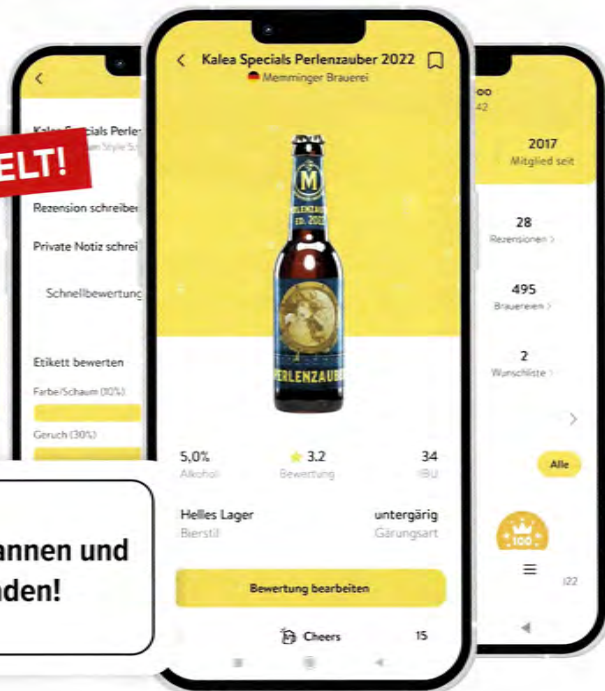 Kalea Specials Perlenzauber 2022
Memminger Brauerei
M
PERLENZAUBER
5,0%
3.2
34
Alkohol
Bewertung
IBU
Helles Lager
untergärig
Bierstil
Gärungsart
Bewertung bearbeiten
Cheers
15
ELT!
Rezension schreiben
Private Notiz
Schnellbewertung
Etikett bewerten
Farbe/Schaum (10%)
Geruch (30%)
und
2017
Mitglied seit
28
Rezensionen
495
Brauereien
2
Wunschliste
Alle
100